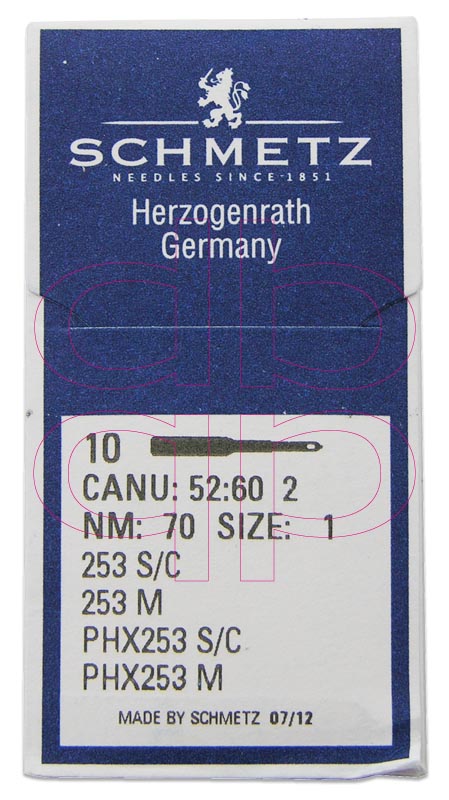 SCHMETZ
NEEDLES SINCE 1851
Herzogenrath
Germany
10
CANU: 52:60 2
NM: 70 SIZE: 1
253 S/C
253 M
PHX253 S/C
PHX253 M
MADE BY SCHMETZ 07/12